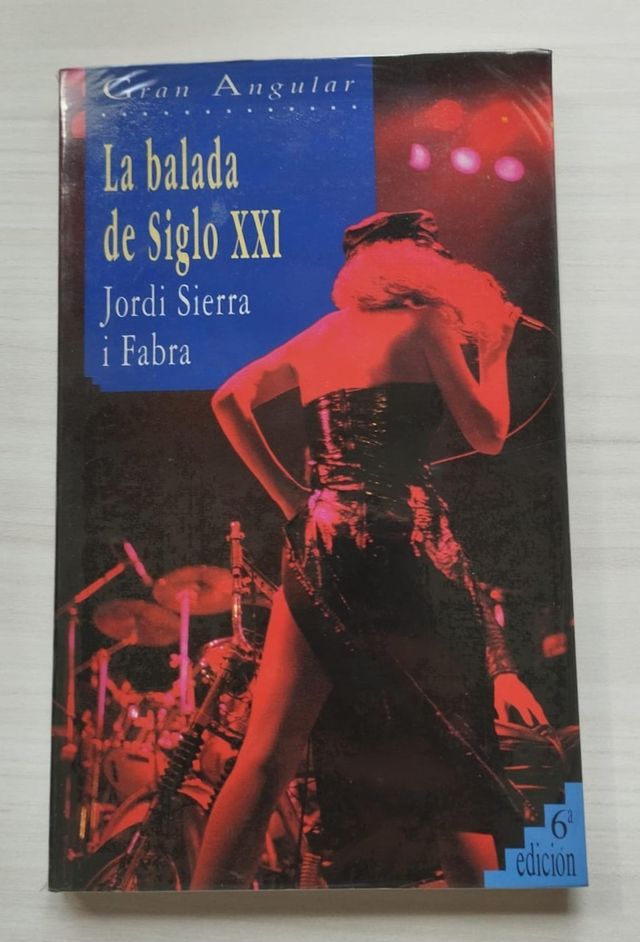 Gran Angular
La balada
de Siglo XXI
Jordi Sierra
i Fabra
6ª
edición